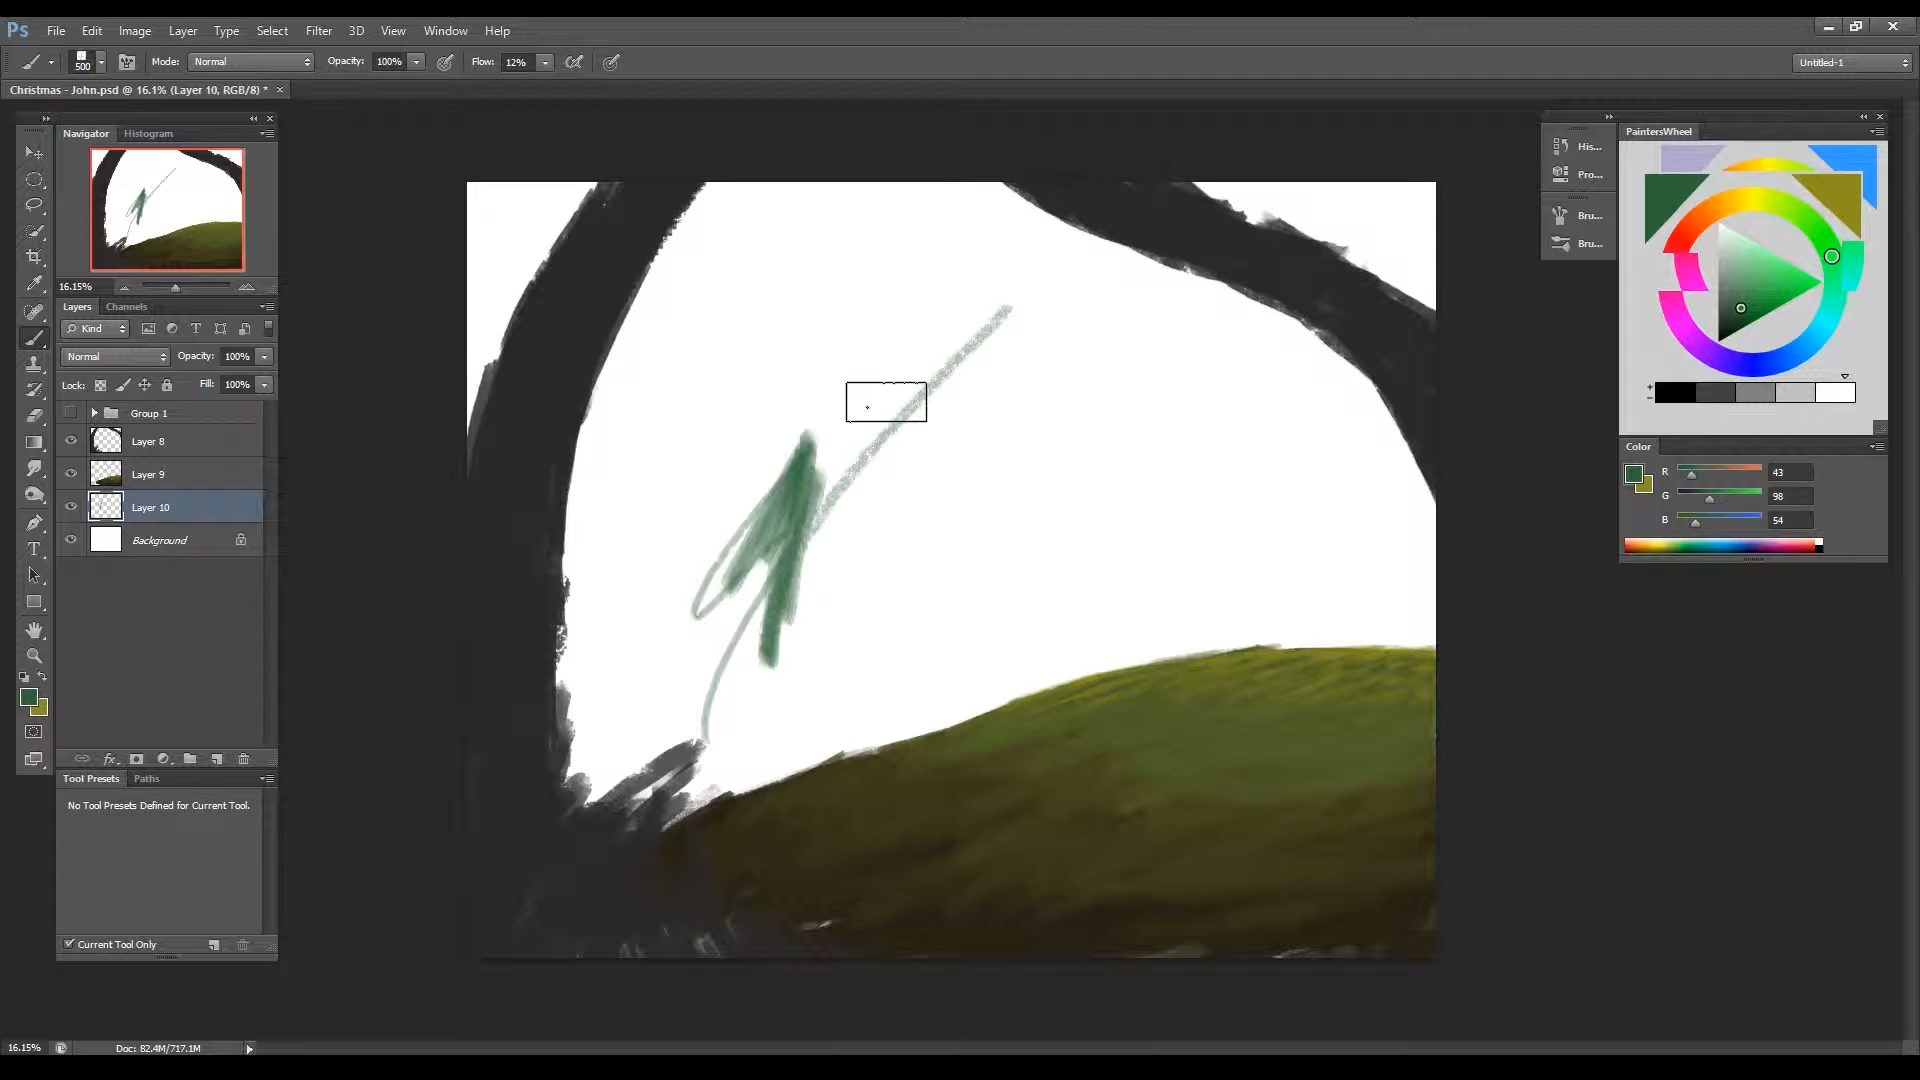 Ps File Edit Image Layer Type Select Filter 3D View Window Help
500 Mode: Normal Opacity: 100% Flow: 12% Untitled-1
Christmas - John.psd @ 16.1% (Layer 10, RGB/8) * ×
Navigator Histogram
16.15%
Layers Channels
Kind
Normal Opacity: 100%
Lock: Fill: 100%
Group 1
Layer 8
Layer 9
Layer 10
Background
fx
Tool Presets Paths
No Tool Presets Defined for Current Tool.
Current Tool Only
His...
Pro...
Bru...
Bru...
PaintersWheel
+
-
Color
R 43
G 98
B 54
16.15% Doc: 82.4M/717.1M